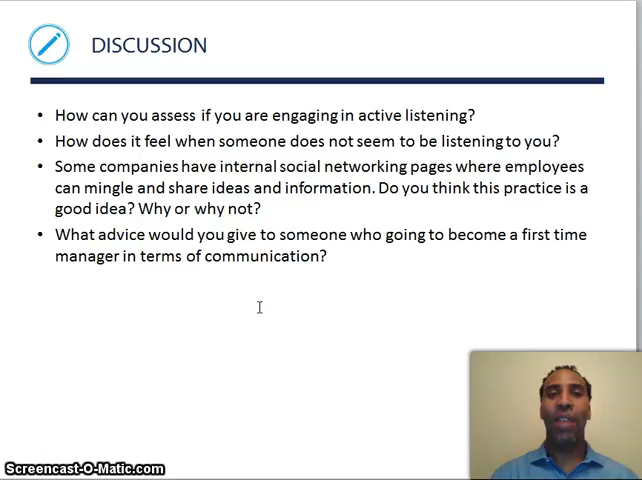 DISCUSSION
• How can you assess if you are engaging in active listening?
• How does it feel when someone does not seem to be listening to you?
• Some companies have internal social networking pages where employees
can mingle and share ideas and information. Do you think this practice is a
good idea? Why or why not?
• What advice would you give to someone who going to become a first time
manager in terms of communication?
Screencast-O-Matic.com